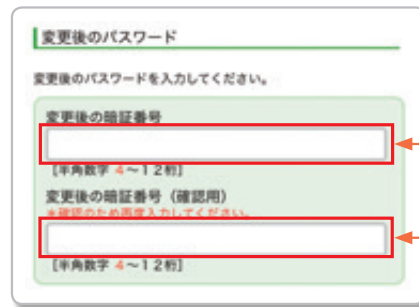 変更後のパスワード
変更後のパスワードを入力してください。
変更後の暗証番号
[半角数字 4～12桁]
変更後の暗証番号（確認用）
*確認のため再度入力してください。
[半角数字 4～12桁]